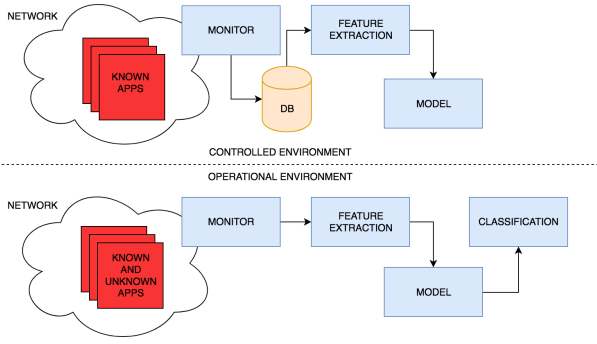 NETWORK
MONITOR
FEATURE
EXTRACTION
KNOWN
APPS
DB
MODEL
CONTROLLED ENVIRONMENT
OPERATIONAL ENVIRONMENT
NETWORK
MONITOR
FEATURE
EXTRACTION
CLASSIFICATION
KNOWN
AND
UNKNOWN
APPS
MODEL